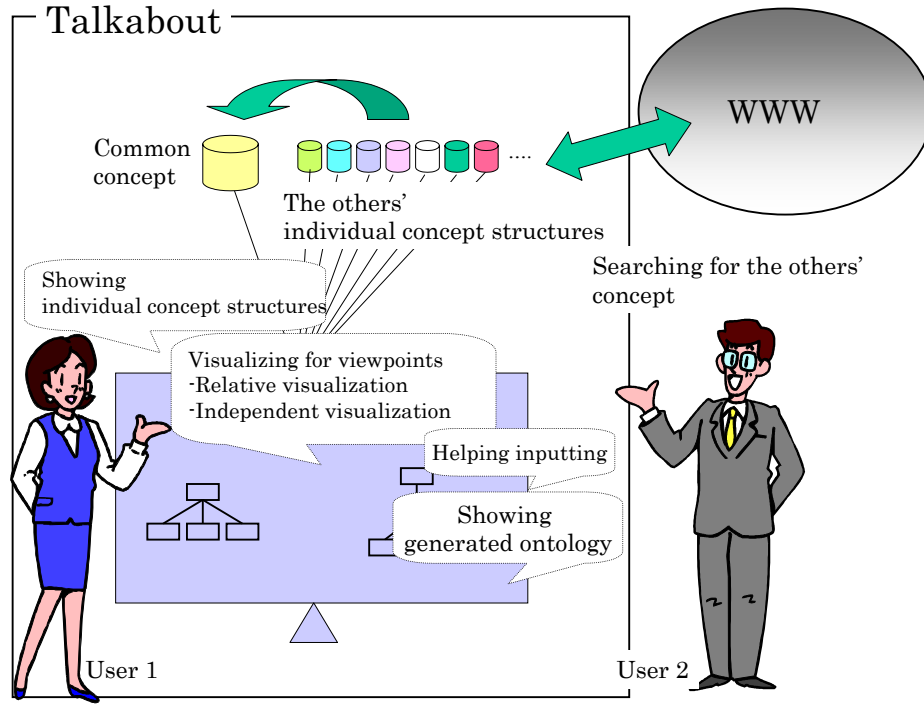 Talkabout
WWW
Common
concept
....
The others'
individual concept structures
Searching for the others'
concept
Showing
individual concept structures
Visualizing for viewpoints
-Relative visualization
-Independent visualization
Helping inputting
Showing
generated ontology
User 1
User 2